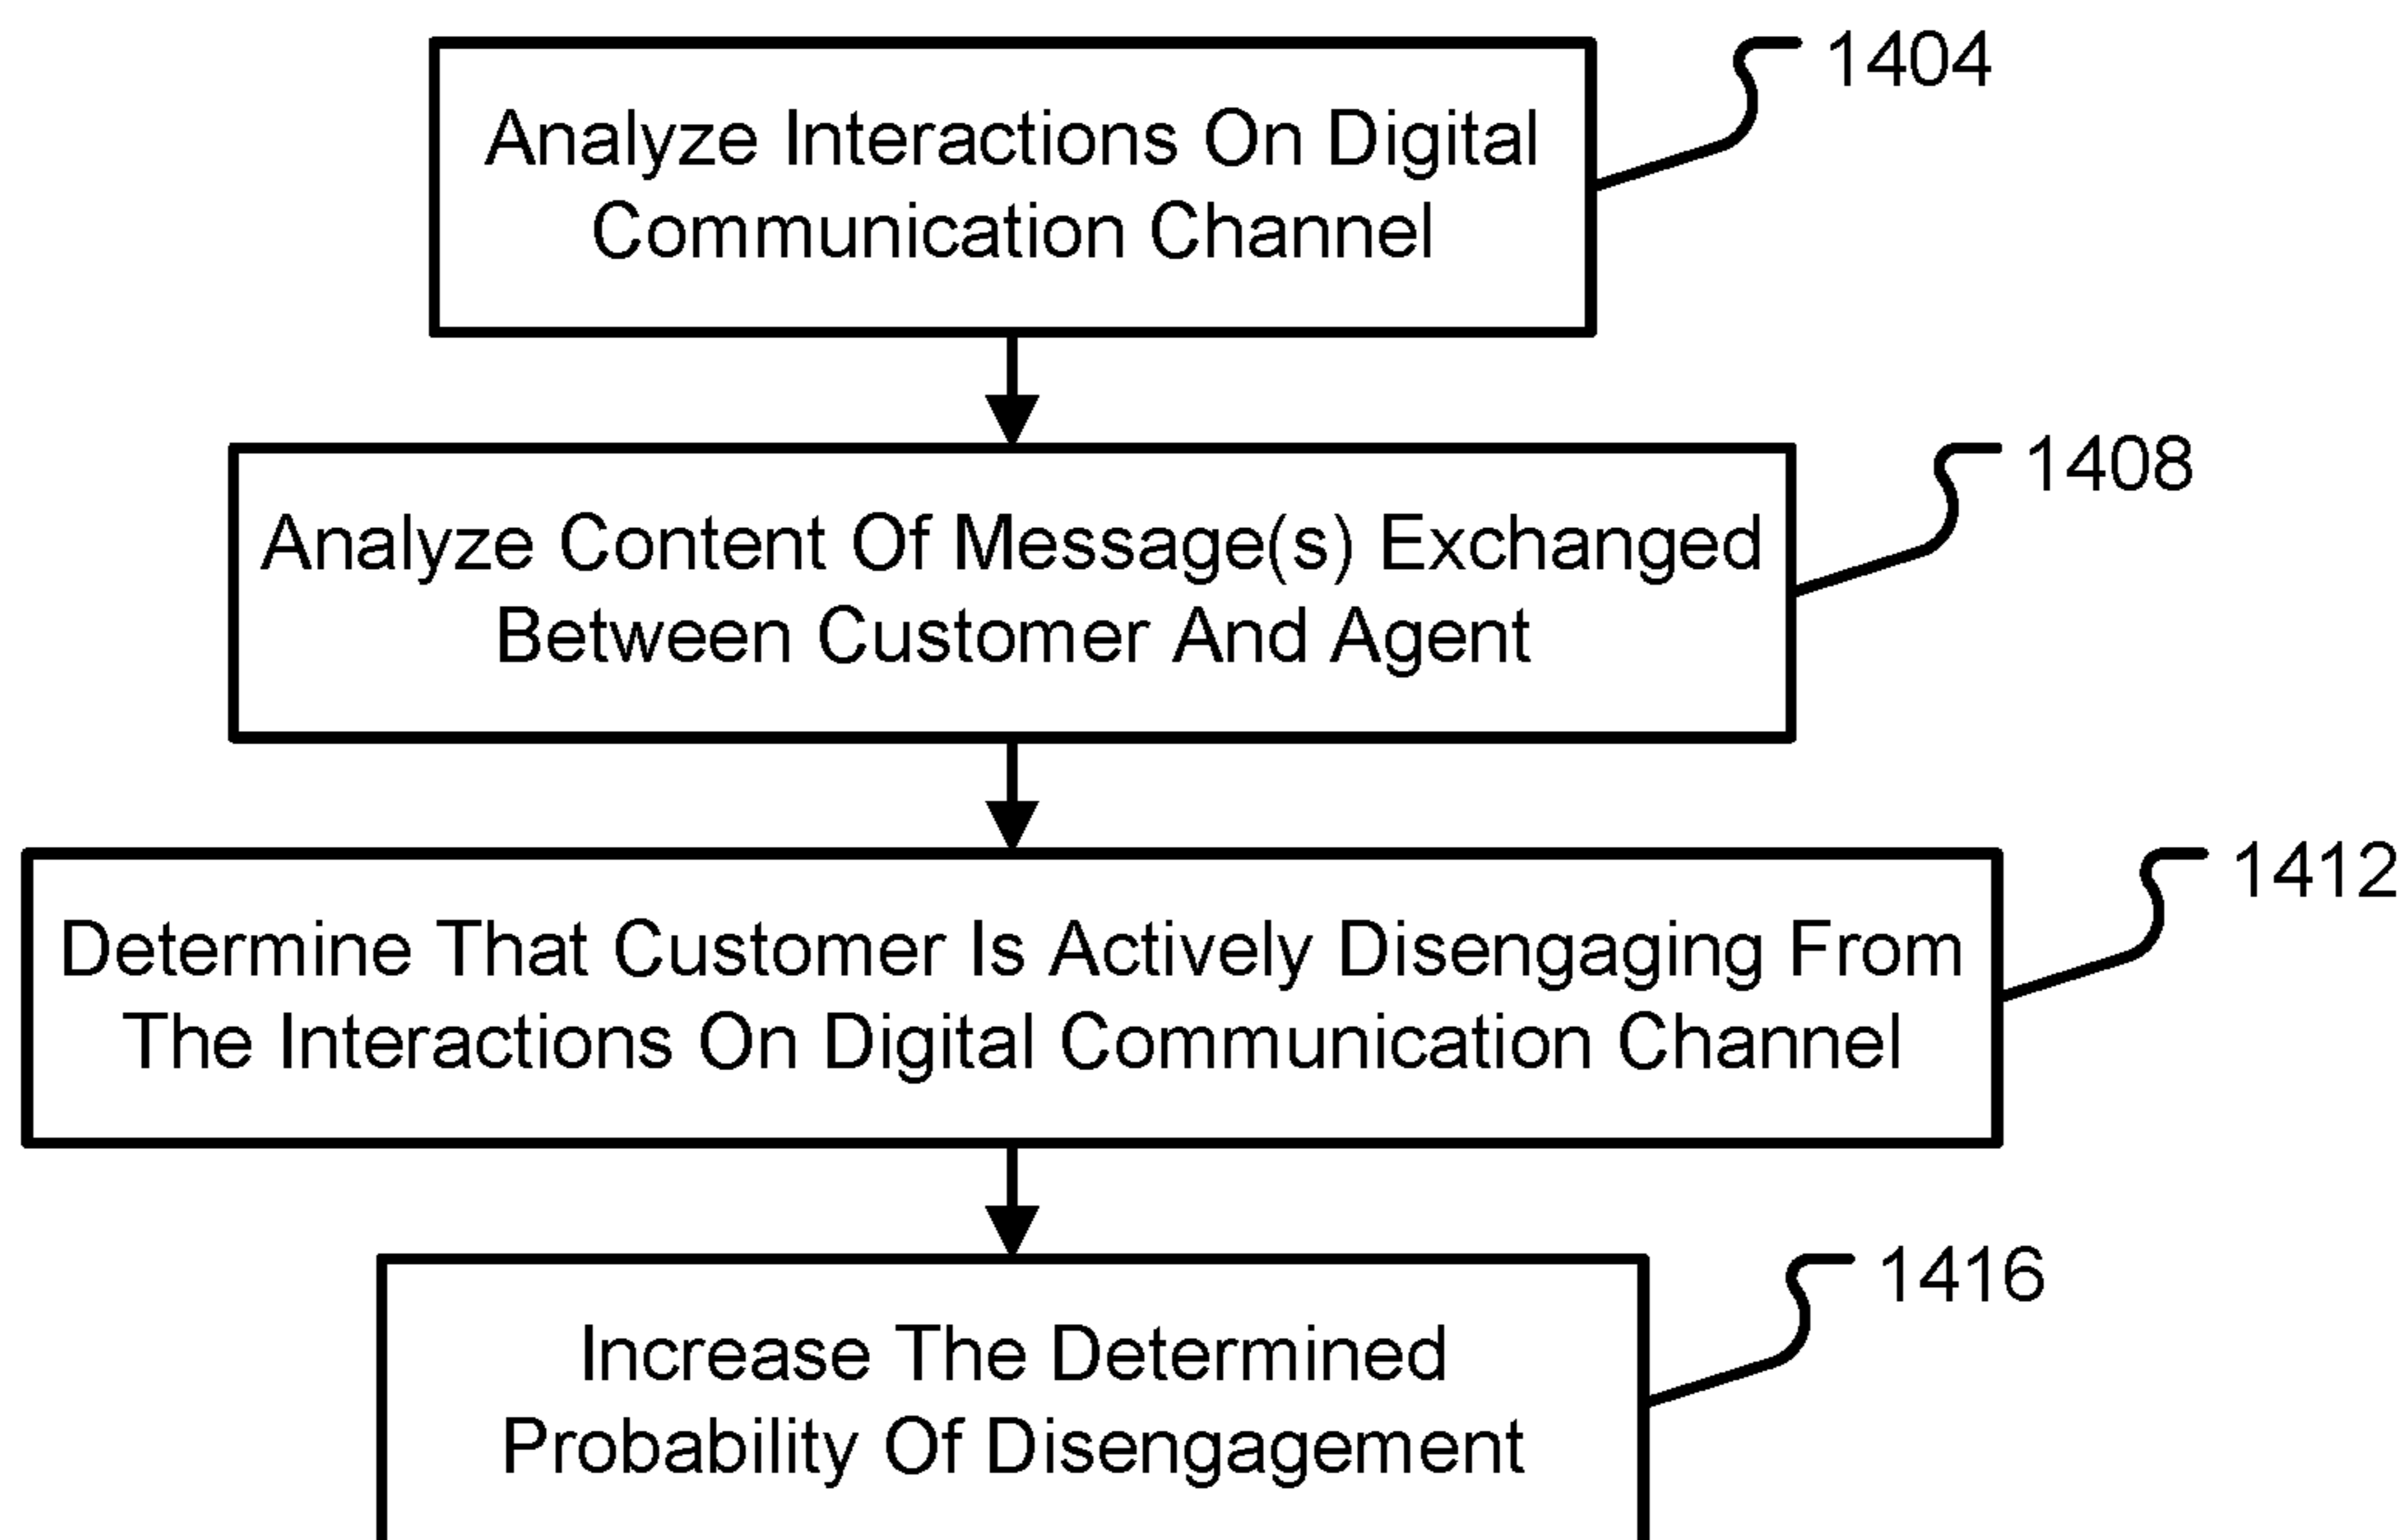 1404
Analyze Interactions On Digital
Communication Channel
1408
Analyze Content Of Message(s) Exchanged
Between Customer And Agent
1412
Determine That Customer Is Actively Disengaging From
The Interactions On Digital Communication Channel
1416
Increase The Determined
Probability Of Disengagement